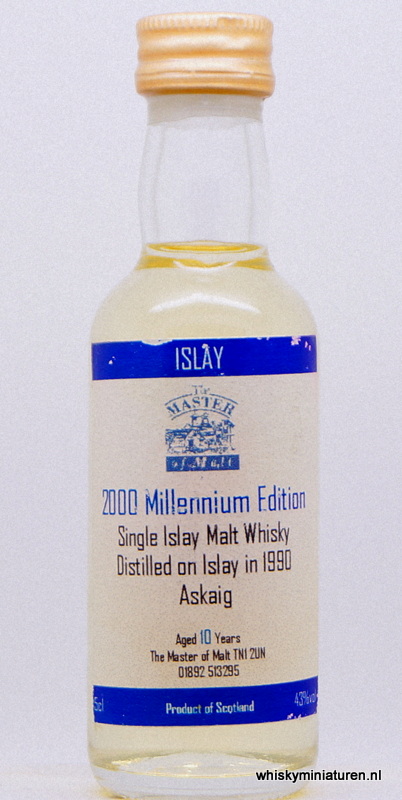 ISLAY
The
MASTER
of Malt
2000 Millennium Edition
Single Islay Malt Whisky
Distilled on Islay in 1990
Askaig
Aged 10 Years
The Master of Malt TN1 2UN
01892 513295
5cl Product of Scotland 43%vol
whiskyminiaturen.nl